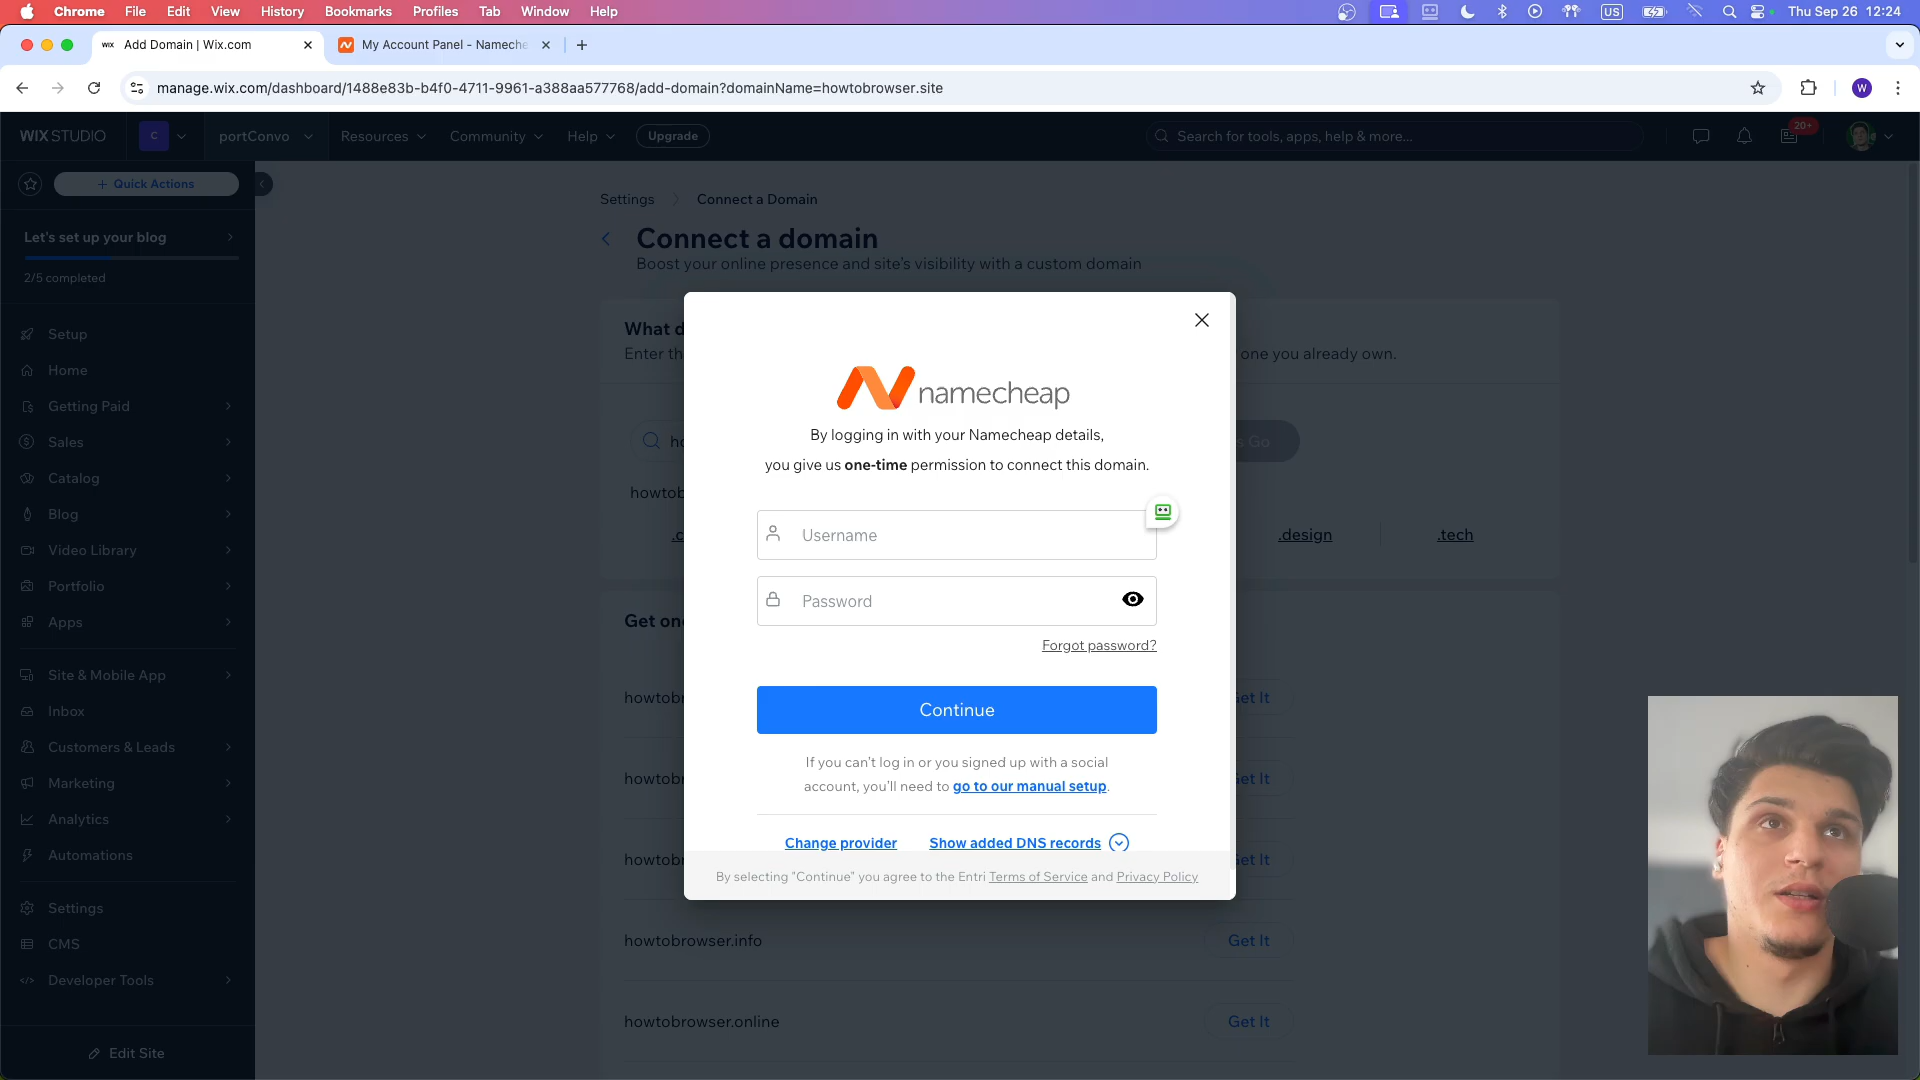 Chrome File Edit View History Bookmarks Profiles Tab Window Help US Thu Sep 26 12:24
WIX Add Domain | Wix.com My Account Panel - Namech
manage.wix.com/dashboard/1488e83b-b4f0-4711-9961-a388aa577768/add-domain?domainName=howtobrowser.site W
WIX STUDIO C portConvo Resources Community Help Upgrade Search for tools, apps, help & more... 20+
Quick Actions
Let's set up your blog
2/5 completed
Setup
Home
Getting Paid
Sales
Catalog
Blog
Video Library
Portfolio
Apps
Site & Mobile App
Inbox
Customers & Leads
Marketing
Analytics
Automations
Settings
CMS
Developer Tools
Edit Site
Settings Connect a Domain
Connect a domain
Boost your online presence and site's visibility with a custom domain
What d
Enter th one you already own.
ho s Go
howtob
.c .design .tech
Get on
howtobr Get It
howtobr Get It
howtobr Get It
howtobrowser.info Get It
howtobrowser.online Get It
namecheap
By logging in with your Namecheap details,
you give us one-time permission to connect this domain.
Username
Password
Forgot password?
Continue
If you can't log in or you signed up with a social
account, you'll need to go to our manual setup.
Change provider Show added DNS records
By selecting "Continue" you agree to the Entri Terms of Service and Privacy Policy